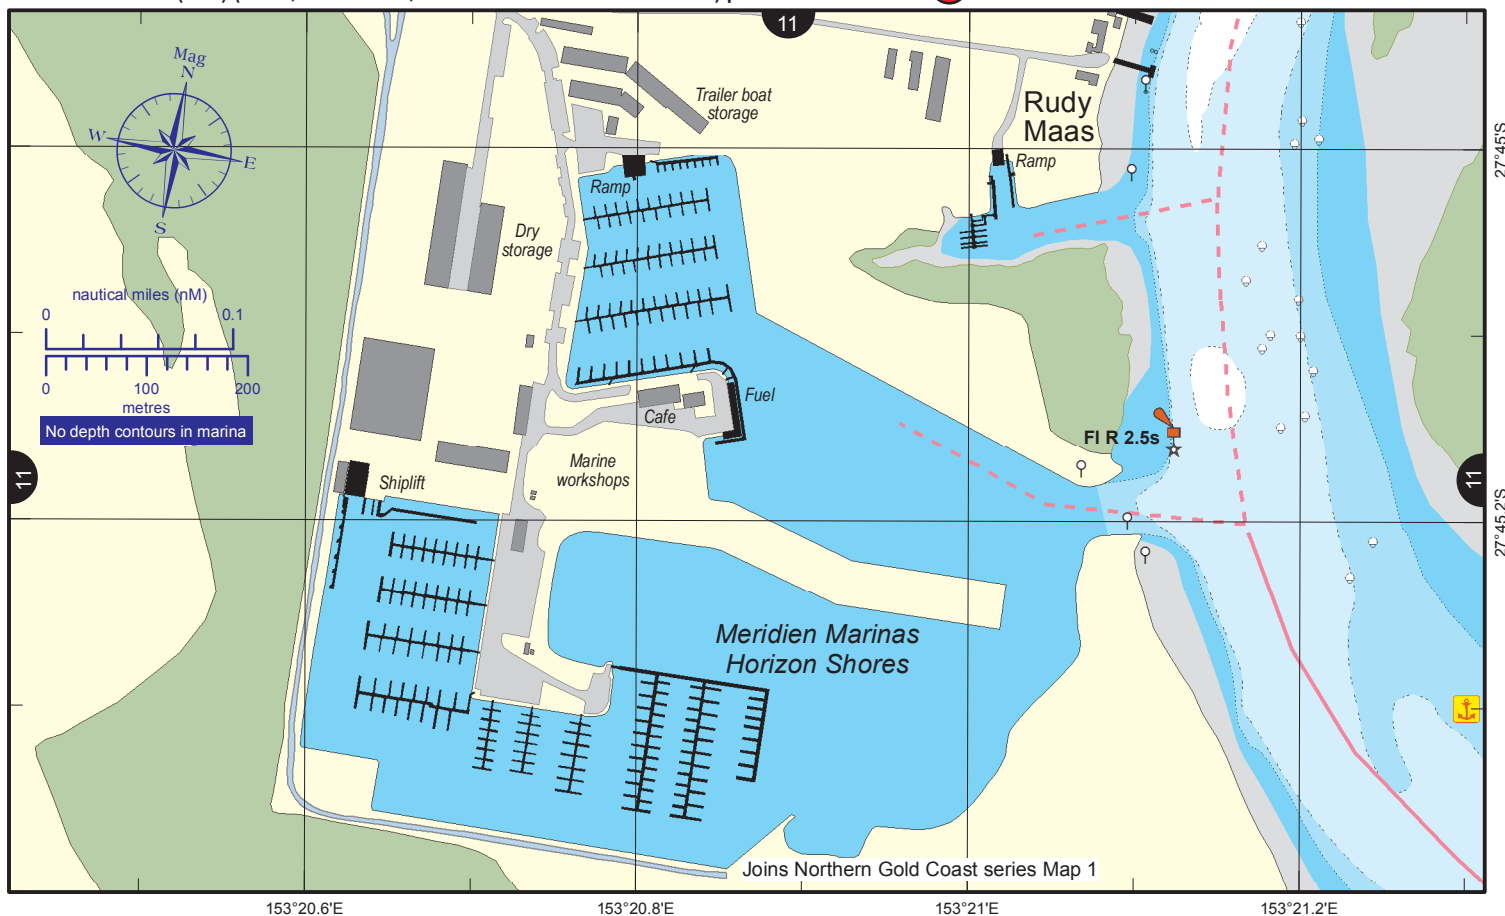 11
Mag
N
W
E
S
Trailer boat
storage
Rudy
Maas
Ramp
27°45'S
Ramp
Dry
storage
nautical miles (nM)
0
0.1
0
100
200
metres
No depth contours in marina
Cafe
Fuel
Fl R 2.5s
Marine
workshops
Shiplift
11
11
27°45.2'S
Meridien Marinas
Horizon Shores
Joins Northern Gold Coast series Map 1
153°20.6'E
153°20.8'E
153°21'E
153°21.2'E